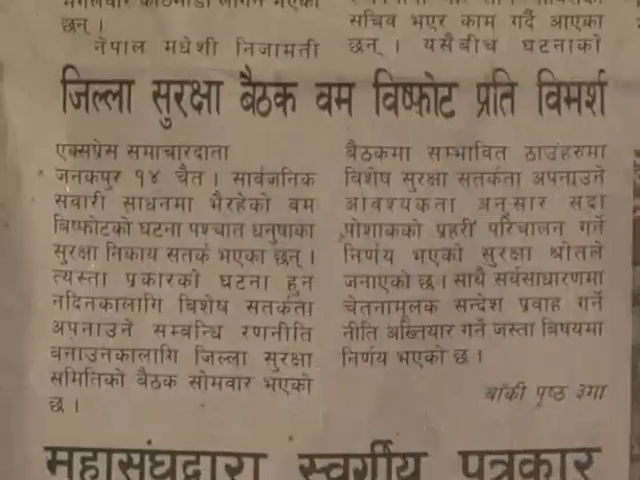 छन् ।
नेपाल मधेशी निजामती
सचिव भएर काम गर्दै आएका
छन् । यसैबीच घटनाको
जिल्ला सुरक्षा बैठक वम विष्फोट प्रति विमर्श
एक्सप्रेस समाचारदाता
जनकपुर १४ चैत । सार्वजनिक
सवारी साधनमा भैरहेको वम
बिष्फोटको घटना पश्चात धनुषाका
सुरक्षा निकाय सतर्क भएका छन् ।
त्यस्ता प्रकारको घटना हुन
नदिनकालागि बिशेष सतर्कता
अपनाउने सम्बन्धि रणनीति
बनाउनकालागि जिल्ला सुरक्षा
समितिको बैठक सोमवार भएको
छ ।
बैठकमा सम्भावित ठाउंहरुमा
विशेष सुरक्षा सतर्कता अपनाउने
आवश्यकता अनुसार सदा
पोशाकको प्रहरी परिचालन गर्ने
निर्णय भएको सुरक्षा श्रोतले
जनाएको छ । साथै सर्वसाधारणमा
चेतनामूलक सन्देश प्रवाह गर्ने
नीति अख्तियार गर्ने जस्ता बिषयमा
निर्णय भएको छ ।
बाँकी पृष्ठ ३मा
महासंघद्वारा स्वर्गीय पत्रकार